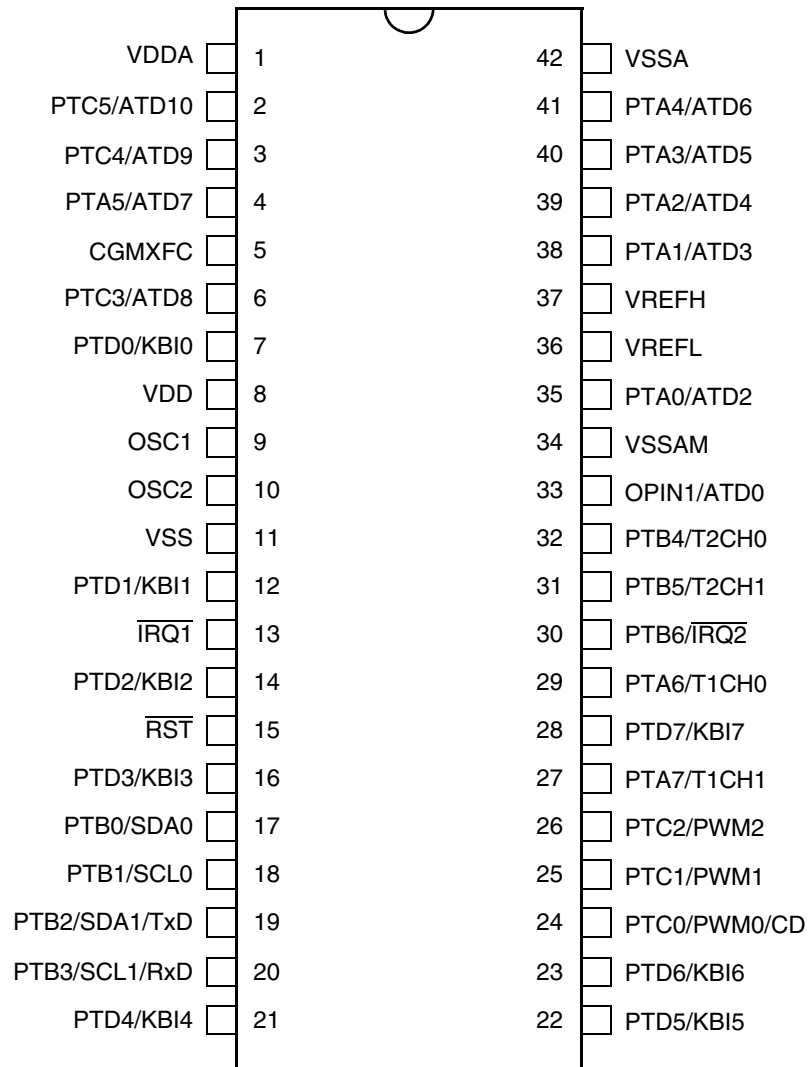 VDDA 1 42 VSSA
PTC5/ATD10 2 41 PTA4/ATD6
PTC4/ATD9 3 40 PTA3/ATD5
PTA5/ATD7 4 39 PTA2/ATD4
CGMXFC 5 38 PTA1/ATD3
PTC3/ATD8 6 37 VREFH
PTD0/KBI0 7 36 VREFL
VDD 8 35 PTA0/ATD2
OSC1 9 34 VSSAM
OSC2 10 33 OPIN1/ATD0
VSS 11 32 PTB4/T2CH0
PTD1/KBI1 12 31 PTB5/T2CH1
I̅R̅Q̅1̅ 13 30 PTB6/I̅R̅Q̅2̅
PTD2/KBI2 14 29 PTA6/T1CH0
R̅S̅T̅ 15 28 PTD7/KBI7
PTD3/KBI3 16 27 PTA7/T1CH1
PTB0/SDA0 17 26 PTC2/PWM2
PTB1/SCL0 18 25 PTC1/PWM1
PTB2/SDA1/TxD 19 24 PTC0/PWM0/CD
PTB3/SCL1/RxD 20 23 PTD6/KBI6
PTD4/KBI4 21 22 PTD5/KBI5